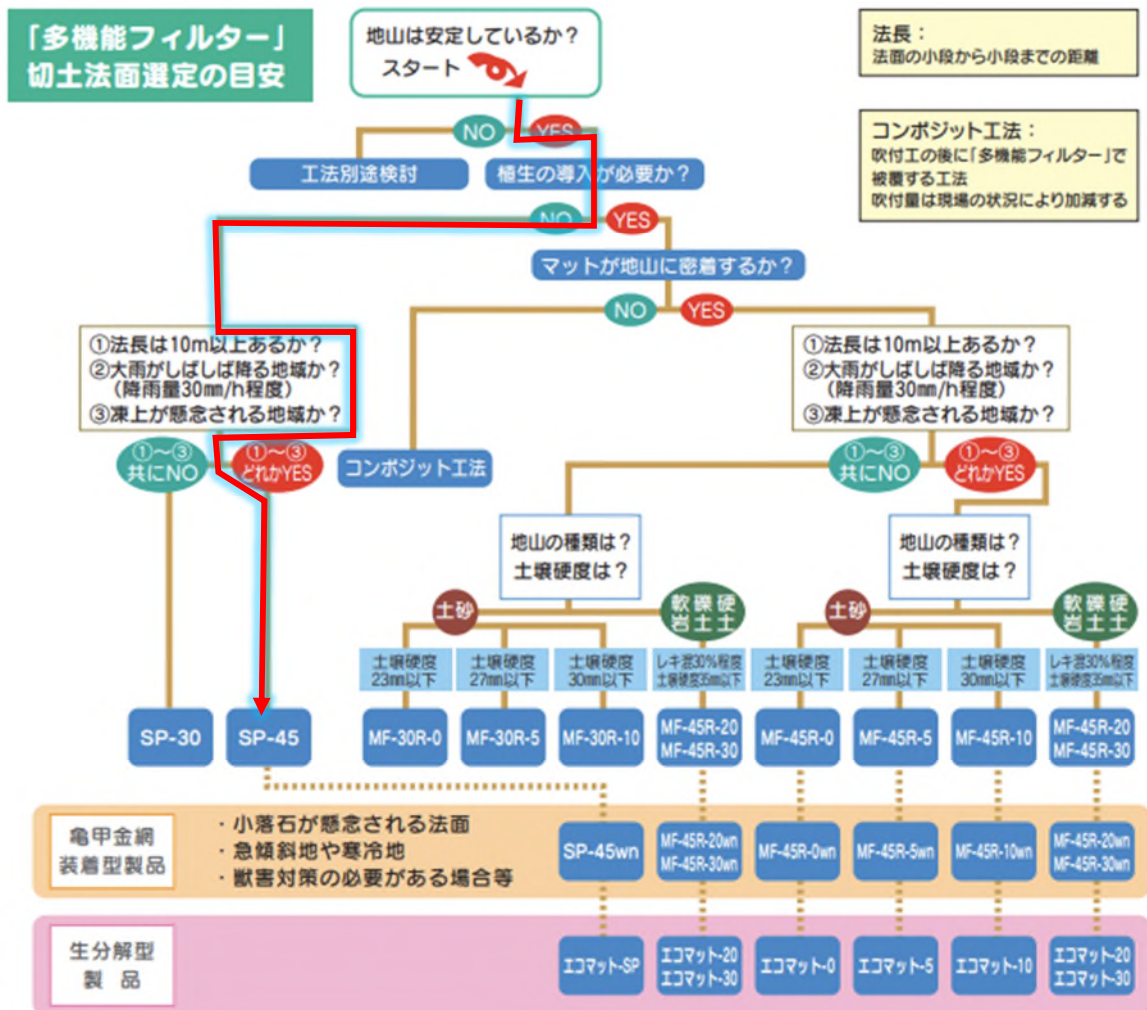 「多機能フィルター」
切土法面選定の目安
地山は安定しているか？
スタート
法長：
法面の小段から小段までの距離
コンポジット工法：
吹付工の後に「多機能フィルター」で
被覆する工法
吹付量は現場の状況により加減する
NO
YES
工法別途検討
植生の導入が必要か？
NO
YES
マットが地山に密着するか？
NO
YES
①法長は10m以上あるか？
②大雨がしばしば降る地域か？
（降雨量30㎜/h程度）
③凍上が懸念される地域か？
①法長は10m以上あるか？
②大雨がしばしば降る地域か？
（降雨量30㎜/h程度）
③凍上が懸念される地域か？
①～③
共にNO
①～③
どれかYES
コンポジット工法
①～③
共にNO
①～③
どれかYES
地山の種類は？
土壌硬度は？
地山の種類は？
土壌硬度は？
土砂
軟岩
礫土
硬土
土砂
軟岩
礫土
硬土
土壌硬度
23㎜以下
土壌硬度
27㎜以下
土壌硬度
30㎜以下
レキ混30%程度
土壌硬度35㎜以下
土壌硬度
23㎜以下
土壌硬度
27㎜以下
土壌硬度
30㎜以下
レキ混30%程度
土壌硬度35㎜以下
SP-30
SP-45
MF-30R-0
MF-30R-5
MF-30R-10
MF-45R-20
MF-45R-30
MF-45R-0
MF-45R-5
MF-45R-10
MF-45R-20
MF-45R-30
亀甲金網
装着型製品
・小落石が懸念される法面
・急傾斜地や寒冷地
・獣害対策の必要がある場合等
SP-45wn
MF-45R-20wn
MF-45R-30wn
MF-45R-0wn
MF-45R-5wn
MF-45R-10wn
MF-45R-20wn
MF-45R-30wn
生分解型
製品
エコマット-SP
エコマット-20
エコマット-30
エコマット-0
エコマット-5
エコマット-10
エコマット-20
エコマット-30